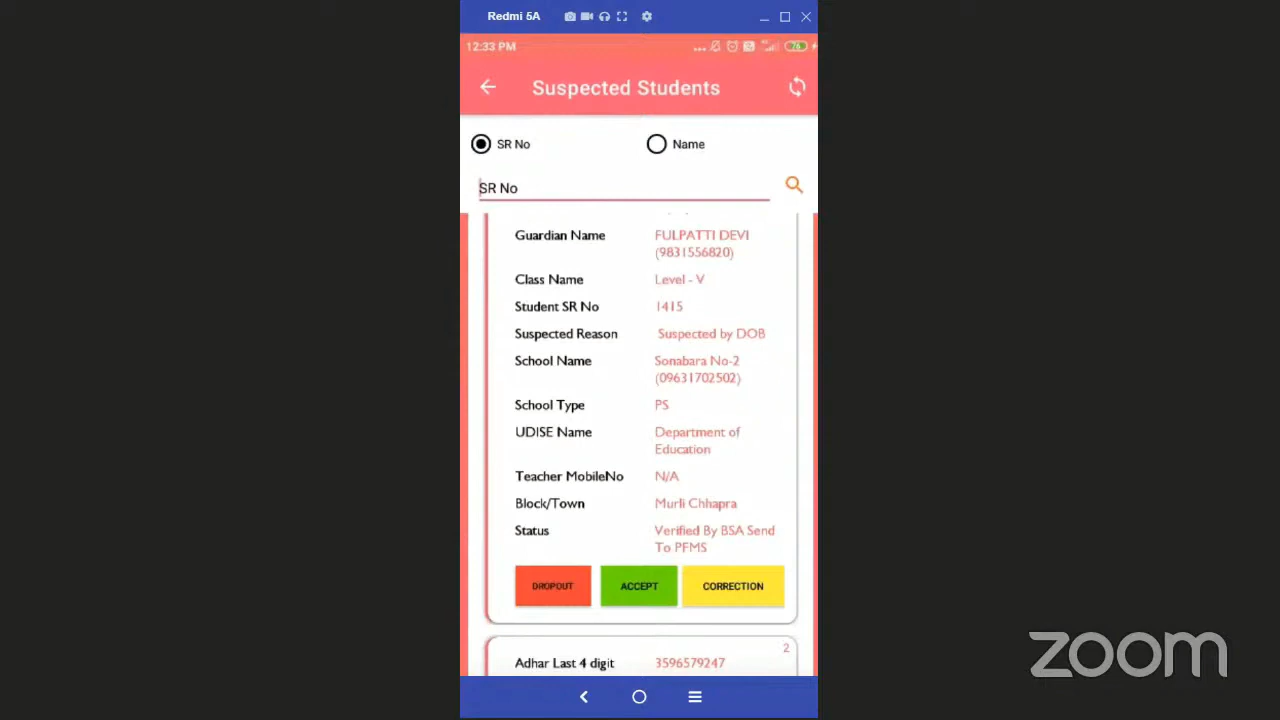 Redmi 5A
12:33 PM
76
Suspected Students
SR No
Name
SR No
Guardian Name FULPATTI DEVI
(9831556820)
Class Name Level - V
Student SR No 1415
Suspected Reason Suspected by DOB
School Name Sonabara No-2
(09631702502)
School Type PS
UDISE Name Department of
Education
Teacher MobileNo N/A
Block/Town Murli Chhapra
Status Verified By BSA Send
To PFMS
DROPOUT ACCEPT CORRECTION
2
Adhar Last 4 digit 3596579247
zoom